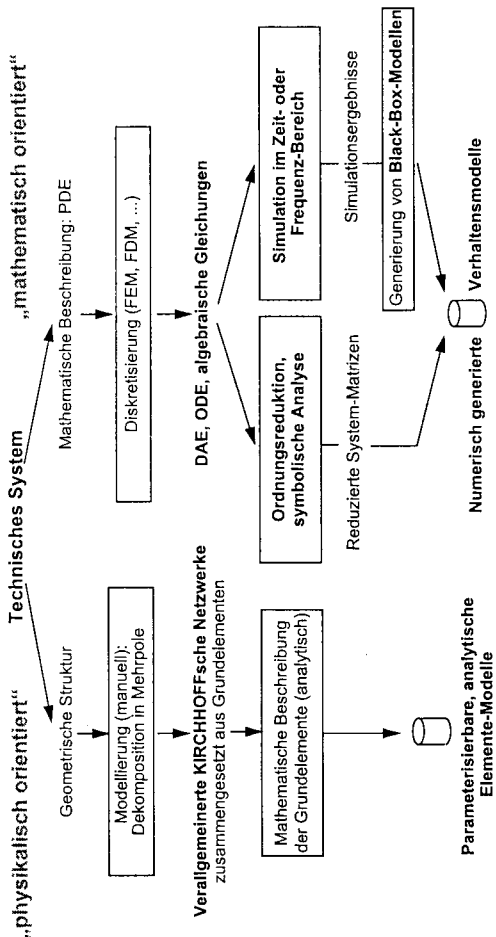 „physikalisch orientiert“
Technisches System
„mathematisch orientiert“
Geometrische Struktur
Modellierung (manuell):
Dekomposition in Mehrpole
Verallgemeinerte KIRCHHOFFsche Netzwerke
zusammengesetzt aus Grundelementen
Mathematische Beschreibung
der Grundelemente (analytisch)
Parameterisierbare, analytische
Elemente-Modelle
Mathematische Beschreibung: PDE
Diskretisierung (FEM, FDM, ...)
DAE, ODE, algebraische Gleichungen
Ordnungsreduktion,
symbolische Analyse
Reduzierte System-Matrizen
Simulation im Zeit- oder
Frequenz-Bereich
Simulationsergebnisse
Generierung von Black-Box-Modellen
Numerisch generierte Verhaltensmodelle